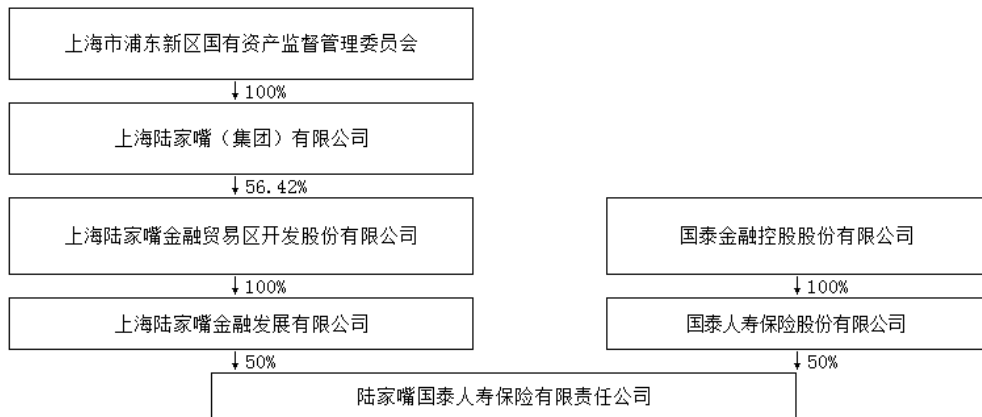 上海市浦东新区国有资产监督管理委员会
100%
上海陆家嘴（集团）有限公司
56.42%
上海陆家嘴金融贸易区开发股份有限公司
国泰金融控股股份有限公司
100%
100%
上海陆家嘴金融发展有限公司
国泰人寿保险股份有限公司
50%
50%
陆家嘴国泰人寿保险有限责任公司